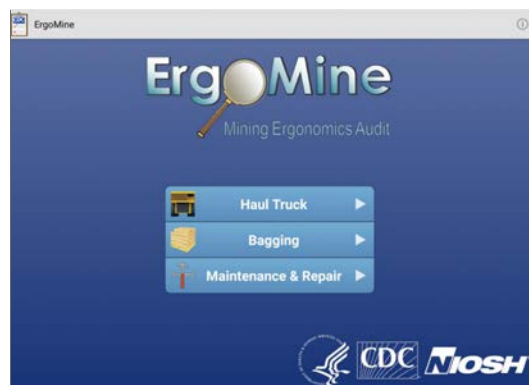 ErgoMine
ErgoMine
Mining Ergonomics Audit
Haul Truck
Bagging
Maintenance & Repair
CDC NIOSH